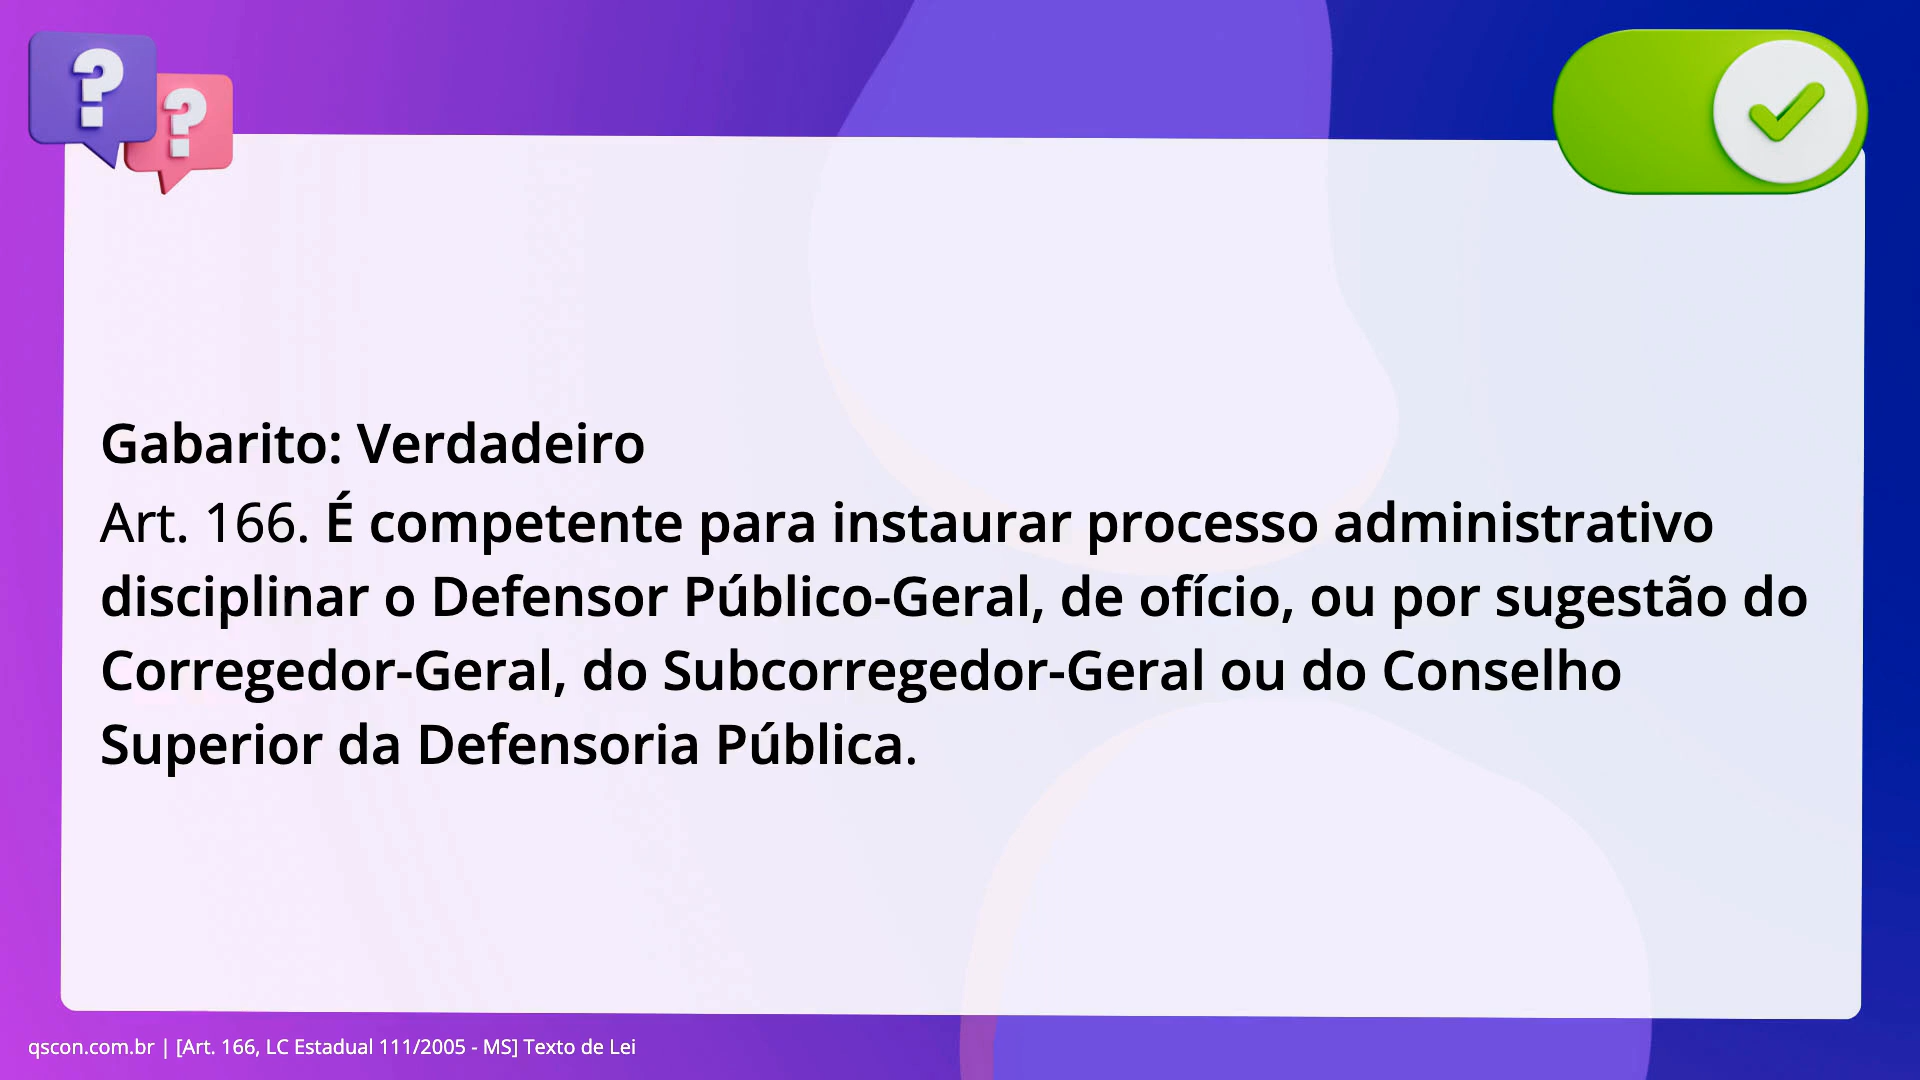 ?
?
Gabarito: Verdadeiro
Art. 166. É competente para instaurar processo administrativo
disciplinar o Defensor Público-Geral, de ofício, ou por sugestão do
Corregedor-Geral, do Subcorregedor-Geral ou do Conselho
Superior da Defensoria Pública.
qscon.com.br | [Art. 166, LC Estadual 111/2005 - MS] Texto de Lei